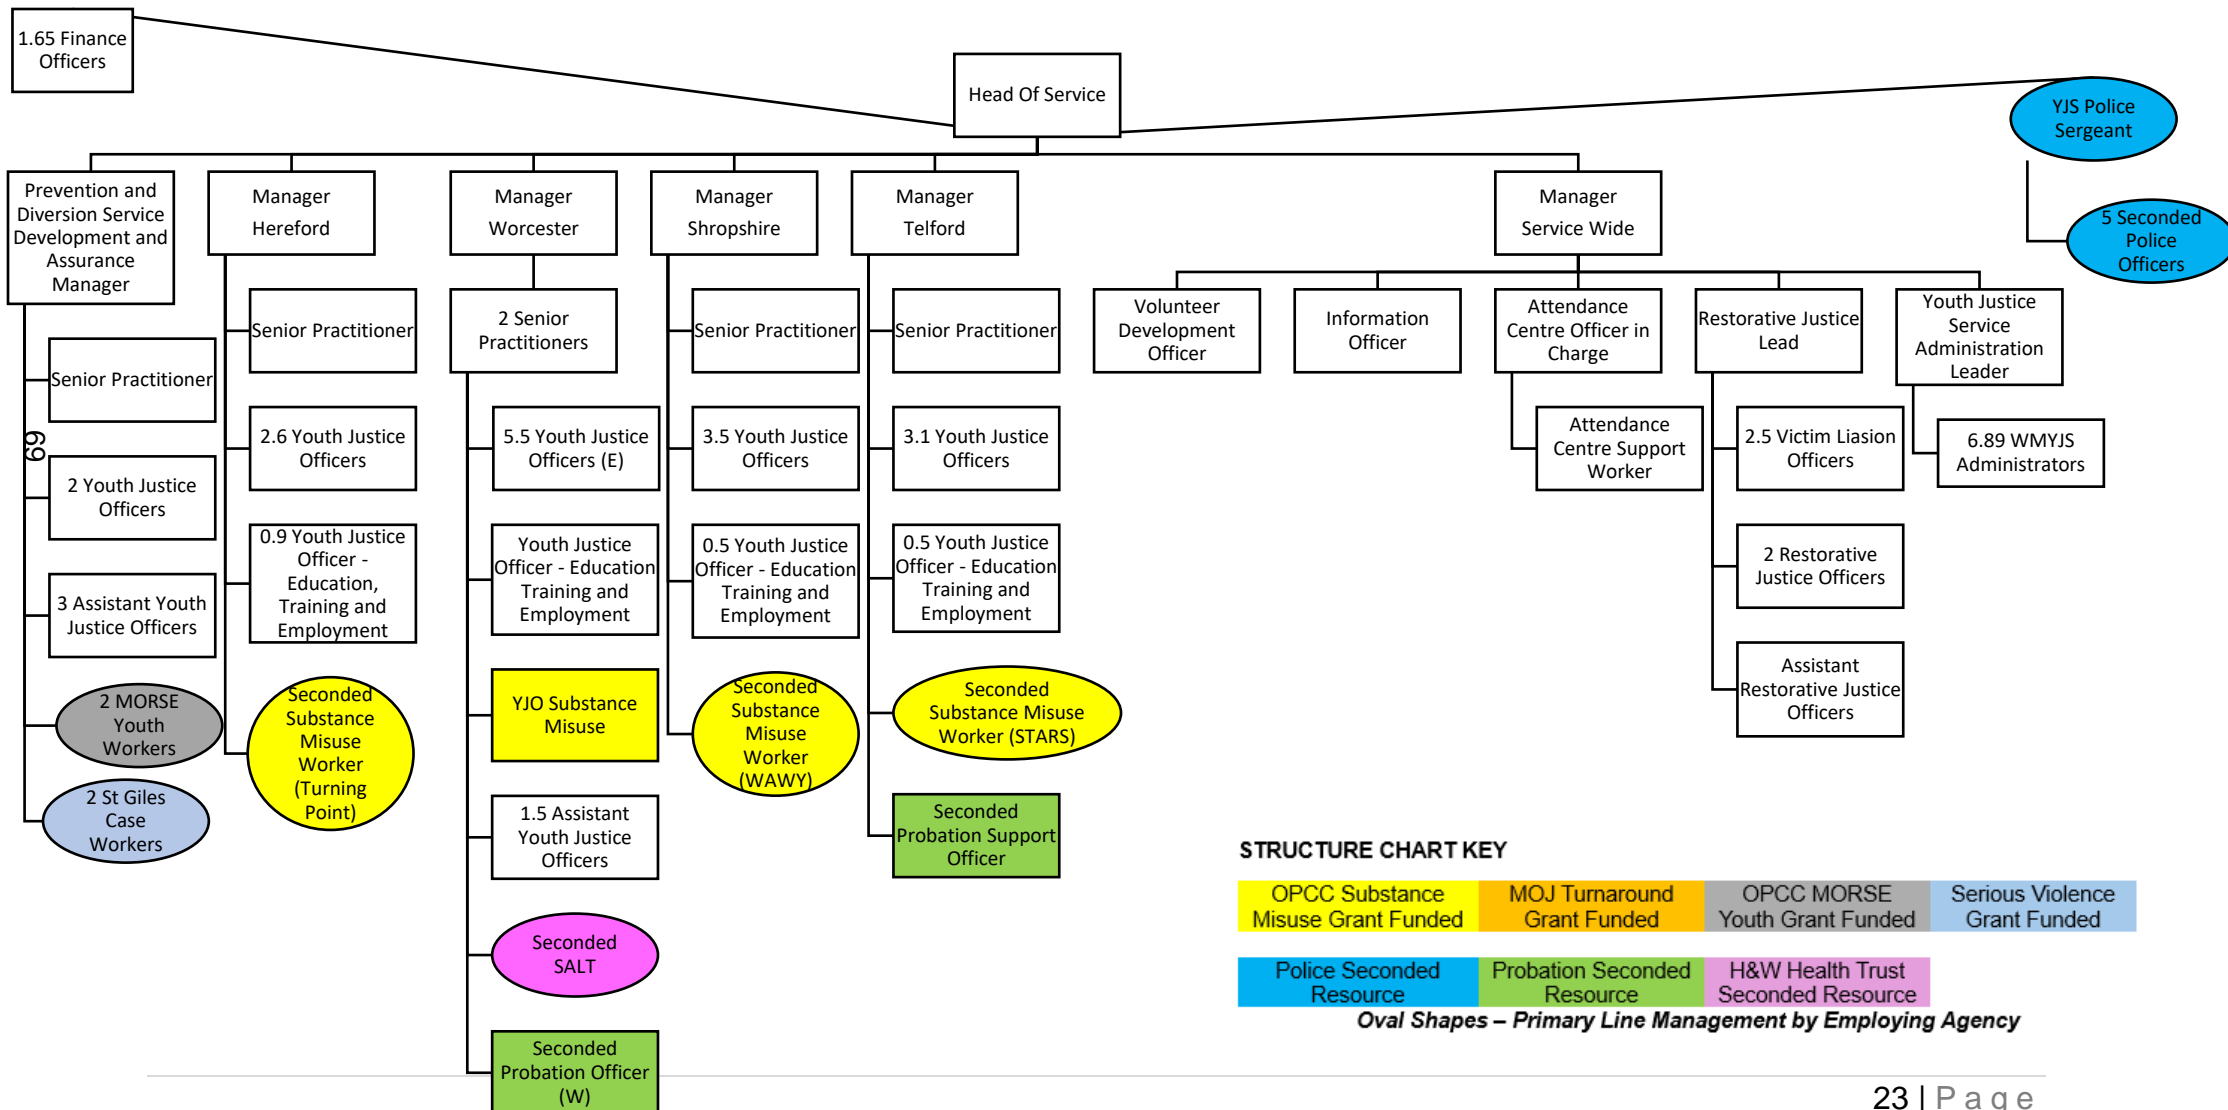 1.65 Finance
Officers
Head Of Service
YJS Police
Sergeant
5 Seconded
Police
Officers
Prevention and
Diversion Service
Development and
Assurance
Manager
Senior Practitioner
69
2 Youth Justice
Officers
3 Assistant Youth
Justice Officers
2 MORSE
Youth
Workers
2 St Giles
Case
Workers
Manager
Hereford
Senior Practitioner
2.6 Youth Justice
Officers
0.9 Youth Justice
Officer -
Education,
Training and
Employment
Seconded
Substance
Misuse
Worker
(Turning
Point)
Manager
Worcester
2 Senior
Practitioners
5.5 Youth Justice
Officers (E)
Youth Justice
Officer - Education
Training and
Employment
YJO Substance
Misuse
1.5 Assistant
Youth Justice
Officers
Seconded
SALT
Seconded
Probation Officer
(W)
Manager
Shropshire
Senior Practitioner
3.5 Youth Justice
Officers
0.5 Youth Justice
Officer - Education
Training and
Employment
Seconded
Substance
Misuse
Worker
(WAWY)
Manager
Telford
Senior Practitioner
3.1 Youth Justice
Officers
0.5 Youth Justice
Officer - Education
Training and
Employment
Seconded
Substance Misuse
Worker (STARS)
Seconded
Probation Support
Officer
Manager
Service Wide
Volunteer
Development
Officer
Information
Officer
Attendance
Centre Officer in
Charge
Attendance
Centre Support
Worker
Restorative Justice
Lead
2.5 Victim Liasion
Officers
2 Restorative
Justice Officers
Assistant
Restorative Justice
Officers
Youth Justice
Service
Administration
Leader
6.89 WMYJS
Administrators
STRUCTURE CHART KEY
OPCC Substance
Misuse Grant Funded
MOJ Turnaround
Grant Funded
OPCC MORSE
Youth Grant Funded
Serious Violence
Grant Funded
Police Seconded
Resource
Probation Seconded
Resource
H&W Health Trust
Seconded Resource
Oval Shapes – Primary Line Management by Employing Agency
23 | Page